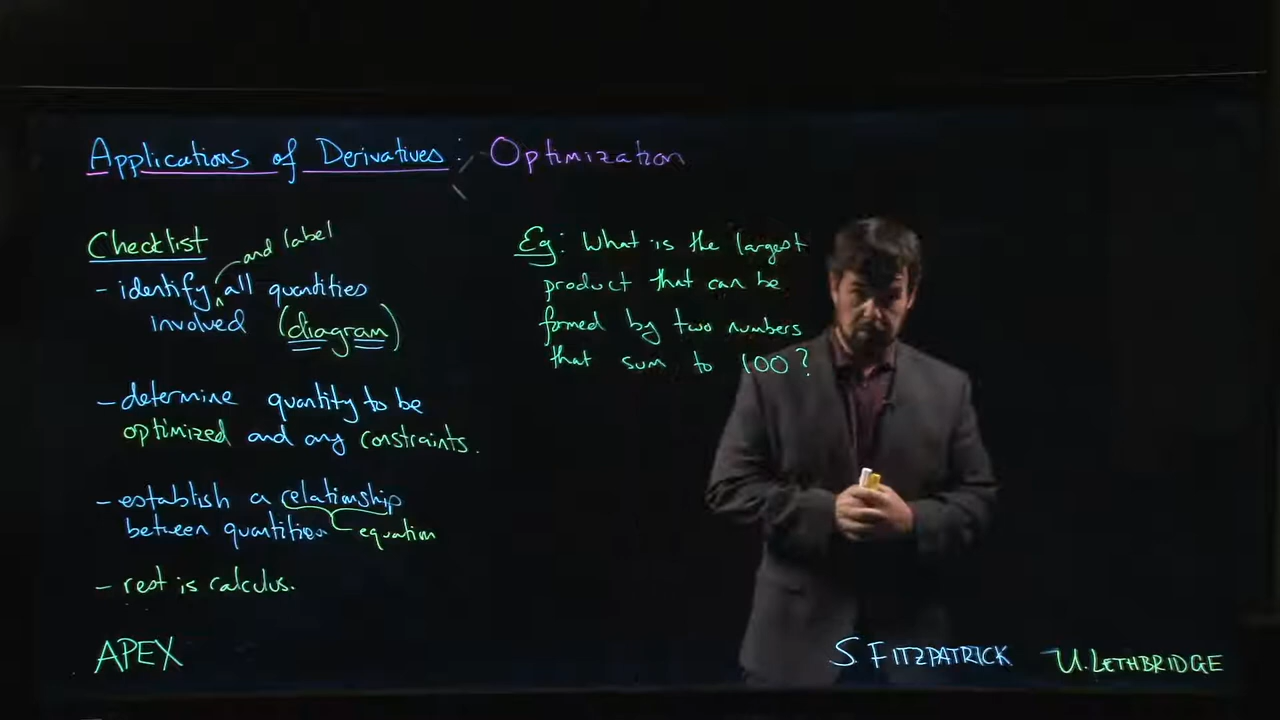 Applications of Derivatives: Optimization
Checklist
and label
- identify all quantities
involved (diagram)
- determine quantity to be
optimized and any constraints.
- establish a relationship
between quantities
equation
- rest is calculus.
APEX
Eg: What is the largest
product that can be
formed by two numbers
that sum to 100?
S. FITZPATRICK U. LETHBRIDGE